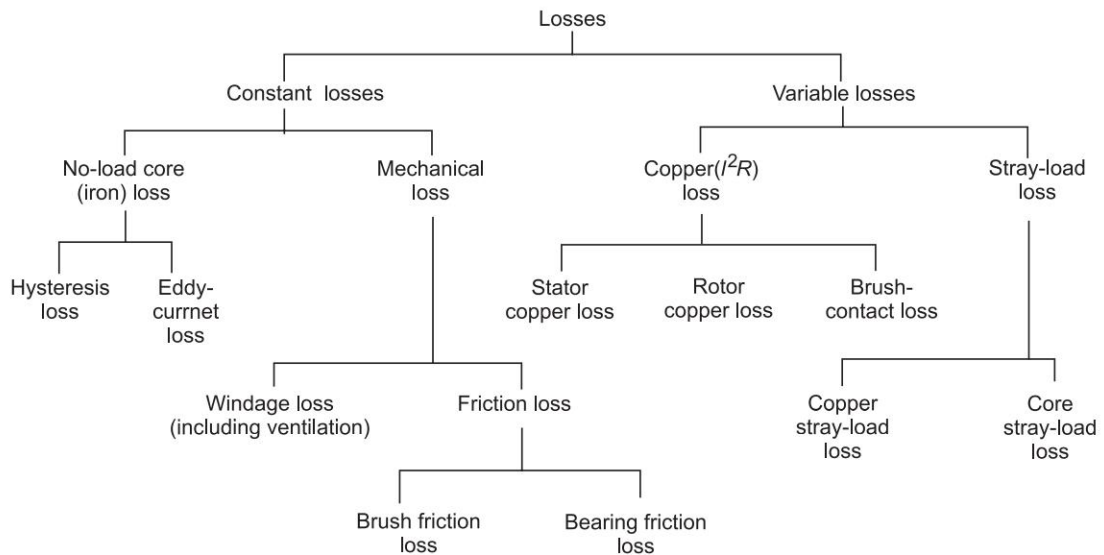 Losses
Constant losses
Variable losses
No-load core
(iron) loss
Mechanical
loss
Copper(I²R)
loss
Stray-load
loss
Hysteresis
loss
Eddy-
currnet
loss
Stator
copper loss
Rotor
copper loss
Brush-
contact loss
Windage loss
(including ventilation)
Friction loss
Copper
stray-load
loss
Core
stray-load
loss
Brush friction
loss
Bearing friction
loss